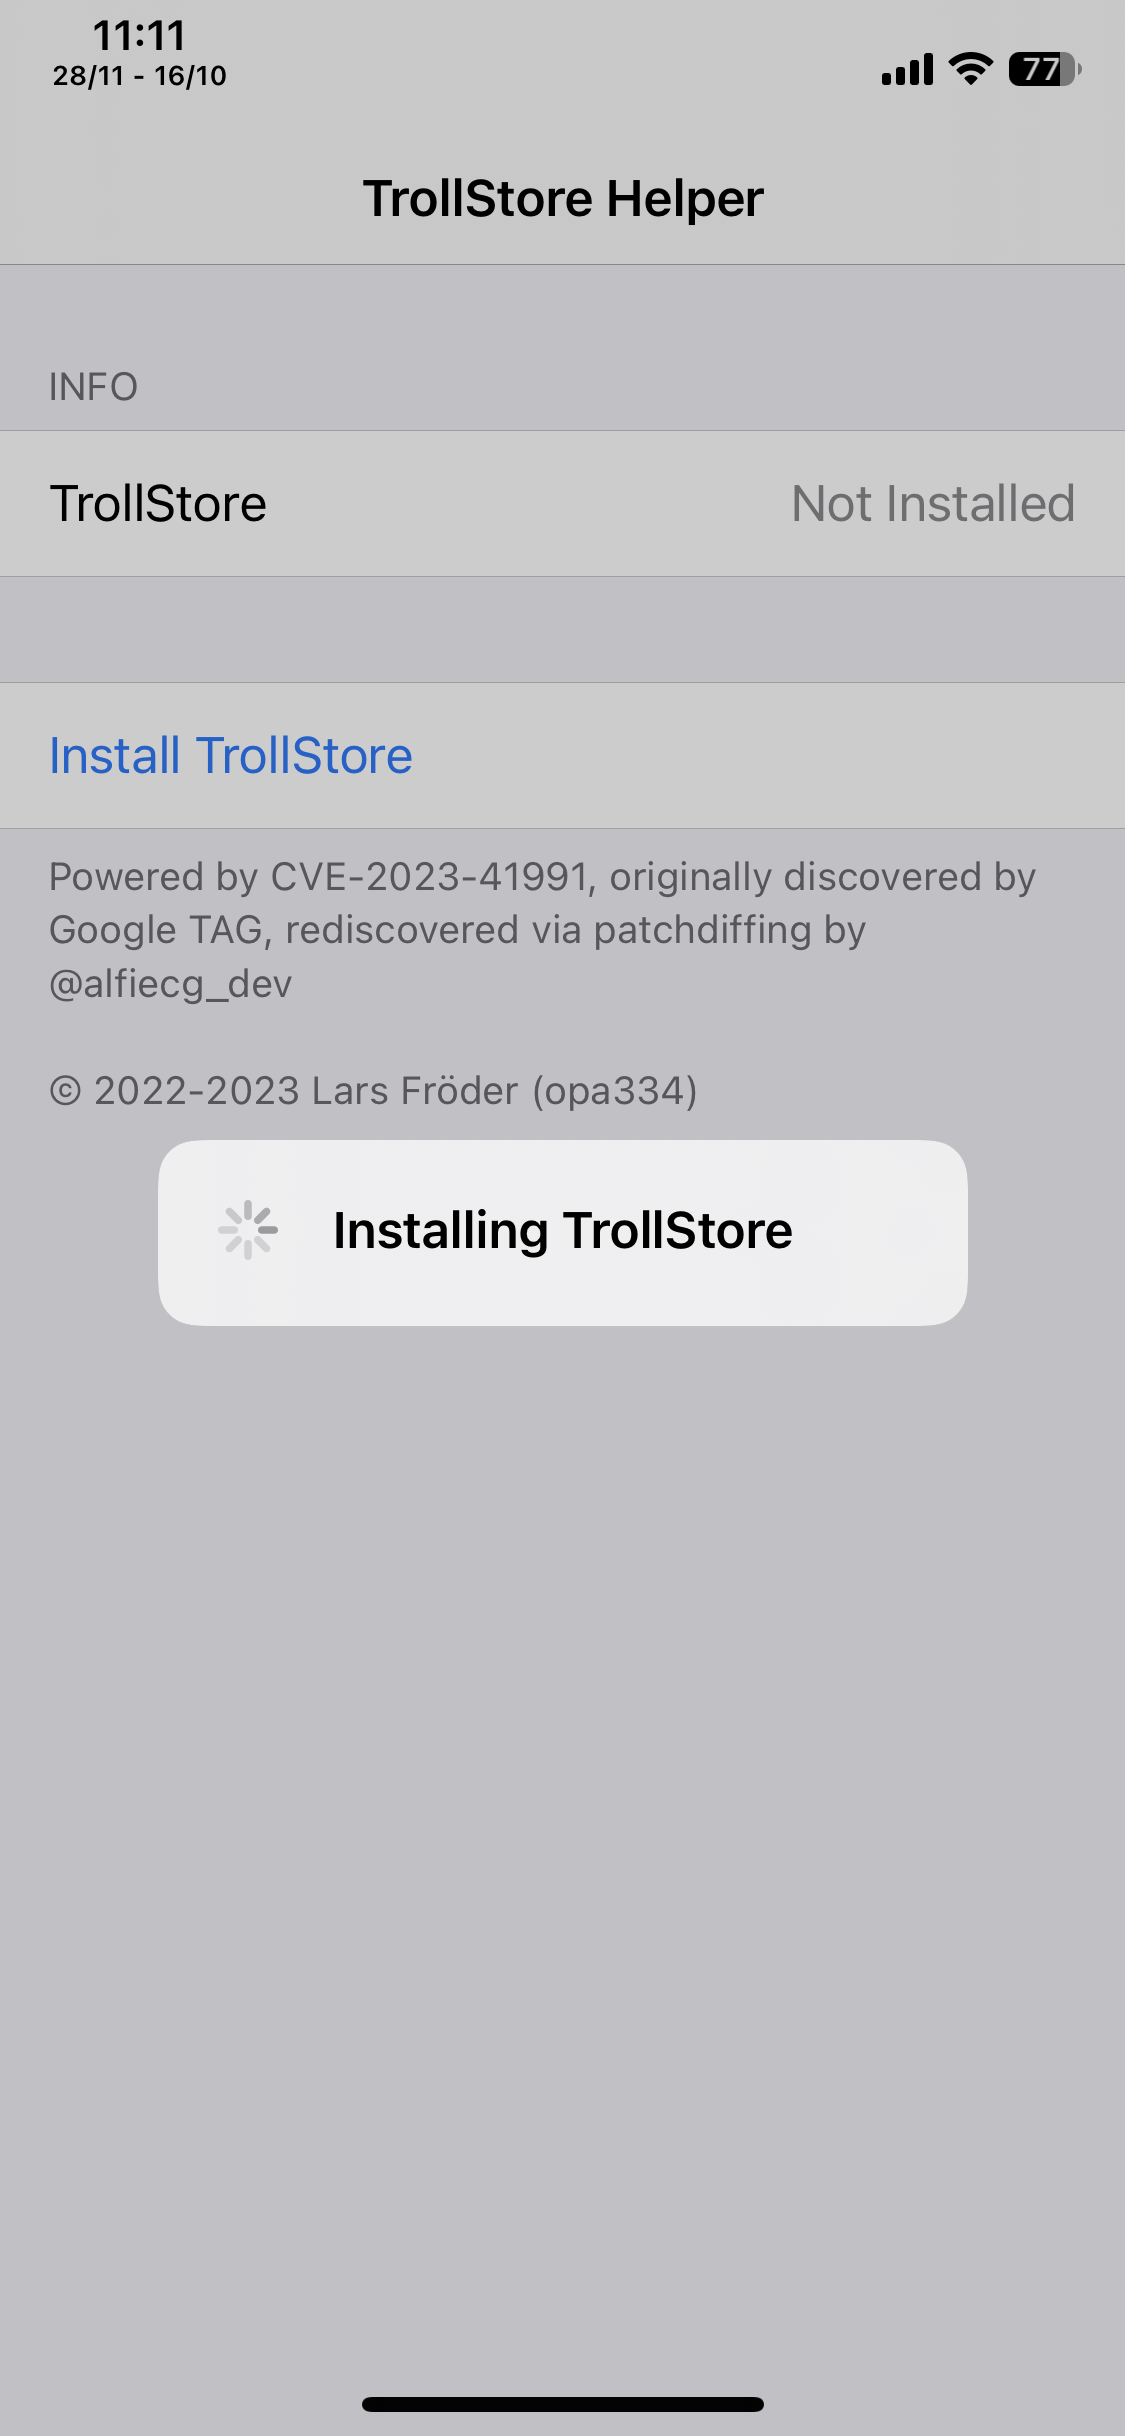 11:11
28/11 - 16/10
77
TrollStore Helper
INFO
TrollStore Not Installed
Install TrollStore
Powered by CVE-2023-41991, originally discovered by
Google TAG, rediscovered via patchdiffing by
@alfiecg_dev
© 2022-2023 Lars Fröder (opa334)
Installing TrollStore